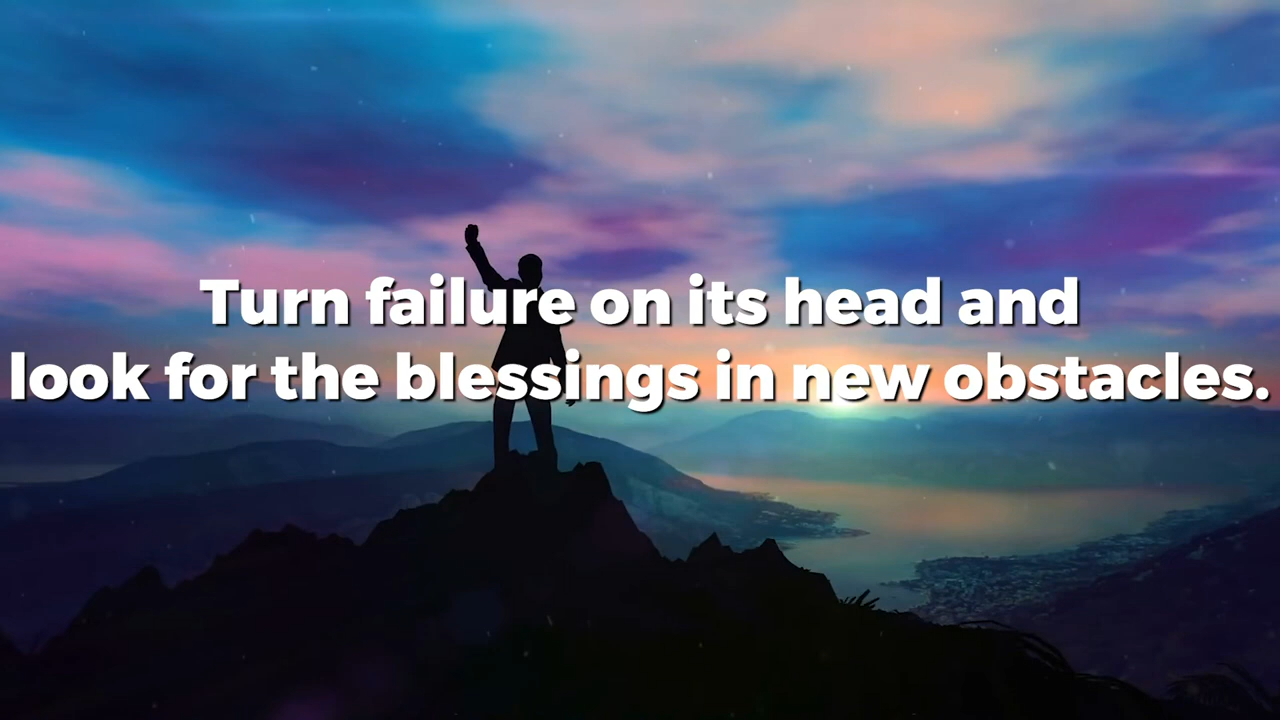 Turn failure on its head and
look for the blessings in new obstacles.